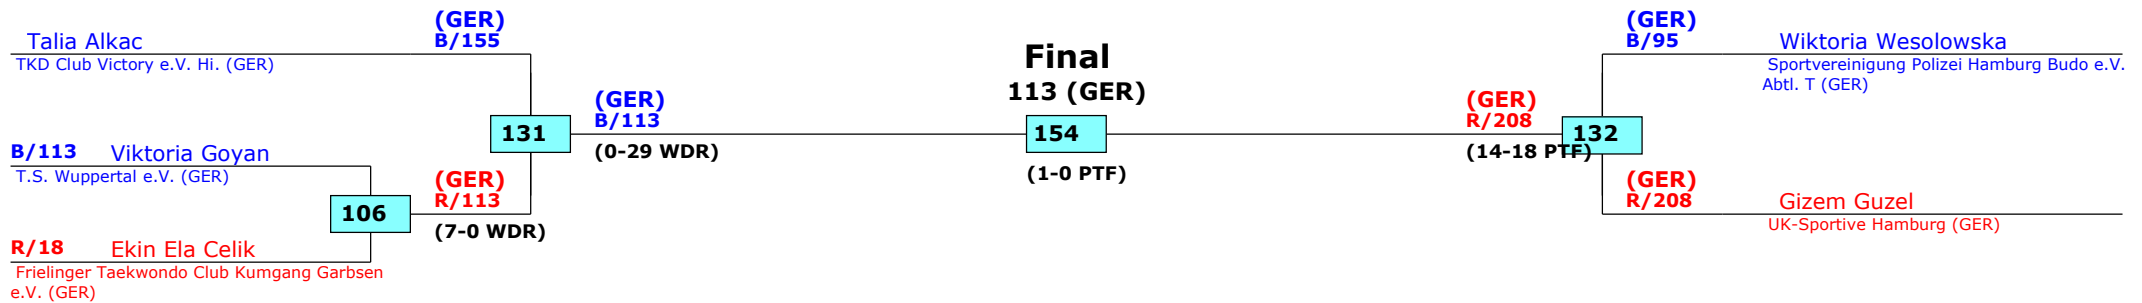 (GER)
B/155
Talia Alkac
TKD Club Victory e.V. Hi. (GER)
B/113 Viktoria Goyan
T.S. Wuppertal e.V. (GER)
106
R/18 Ekin Ela Celik
Frielinger Taekwondo Club Kumgang Garbsen
e.V. (GER)
(GER)
R/113
(7-0 WDR)
131
(GER)
B/113
(0-29 WDR)
Final
113 (GER)
154
(1-0 PTF)
(GER)
R/208
(14-18 PTF)
132
(GER)
B/95
Wiktoria Wesolowska
Sportvereinigung Polizei Hamburg Budo e.V.
Abtl. T (GER)
(GER)
R/208
Gizem Guzel
UK-Sportive Hamburg (GER)